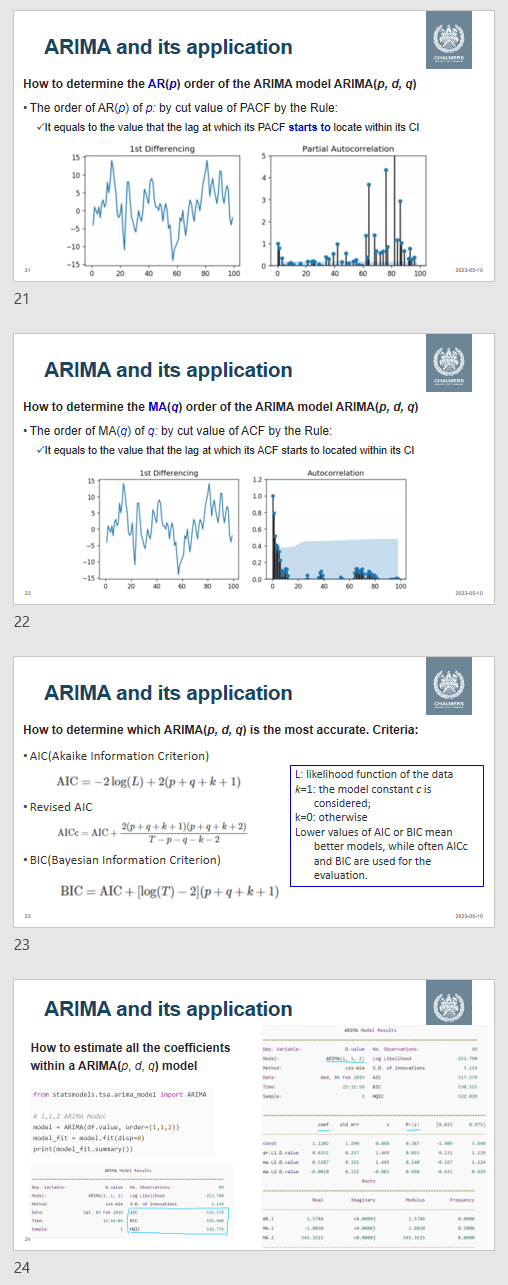 ARIMA and its application
CHALMERS
How to determine the AR(p) order of the ARIMA model ARIMA(p, d, q)
• The order of AR(p) of p: by cut value of PACF by the Rule:
✓It equals to the value that the lag at which its PACF starts to locate within its CI
1st Differencing
Partial Autocorrelation
15
10
5
0
−5
−10
−15
0 20 40 60 80 100
5
4
3
2
1
0
0 20 40 60 80 100
21
2023-05-10
21
ARIMA and its application
CHALMERS
How to determine the MA(q) order of the ARIMA model ARIMA(p, d, q)
• The order of MA(q) of q: by cut value of ACF by the Rule:
✓It equals to the value that the lag at which its ACF starts to located within its CI
1st Differencing
Autocorrelation
15
10
5
0
−5
−10
−15
0 20 40 60 80 100
1.2
1.0
0.8
0.6
0.4
0.2
0.0
0 20 40 60 80 100
22
2023-05-10
22
ARIMA and its application
CHALMERS
How to determine which ARIMA(p, d, q) is the most accurate. Criteria:
• AIC(Akaike Information Criterion)
AIC = −2 log(L) + 2(p + q + k + 1)
• Revised AIC
AICc = AIC + 2(p + q + k + 1)(p + q + k + 2) / T − p − q − k − 2
• BIC(Bayesian Information Criterion)
BIC = AIC + [log(T) − 2](p + q + k + 1)
L: likelihood function of the data
k=1: the model constant c is
considered;
k=0: otherwise
Lower values of AIC or BIC mean
better models, while often AICc
and BIC are used for the
evaluation.
23
2023-05-10
23
ARIMA and its application
CHALMERS
How to estimate all the coefficients
within a ARIMA(p, d, q) model
from statsmodels.tsa.arima_model import ARIMA
# 1,1,2 ARIMA Model
model = ARIMA(df.value, order=(1,1,2))
model_fit = model.fit(disp=0)
print(model_fit.summary())
ARIMA Model Results
Dep. Variable: D.value No. Observations: 99
Model: ARIMA(1, 1, 1) Log Likelihood
Method: css-mle S.D. of innovations
Date: Sat, 09 Feb 2019 AIC
Time: BIC
Sample: 1 HQIC
24
ARIMA Model Results
Dep. Variable: D.value No. Observations: 99
Model: ARIMA(1, 1, 2) Log Likelihood -253.790
Method: css-mle S.D. of innovations 3.119
Date: Wed, 06 Feb 2019 AIC 517.579
Time: 23:32:56 BIC 530.555
Sample: 1 HQIC 522.829
coef std err z P>|z| [0.025 0.975]
const 1.1202 1.290 0.868 0.387 -1.409 3.649
ar.L1.D.value 0.6351 0.257 2.469 0.015 0.131 1.139
ma.L1.D.value 0.5287 0.355 1.489 0.140 -0.167 1.224
ma.L2.D.value -0.0010 0.321 -0.003 0.998 -0.631 0.629
Roots
Real Imaginary Modulus Frequency
AR.1 1.5746 +0.0000j 1.5746 0.0000
MA.1 -1.8850 +0.0000j 1.8850 0.5000
MA.2 545.3515 +0.0000j 545.3515 0.0000
24